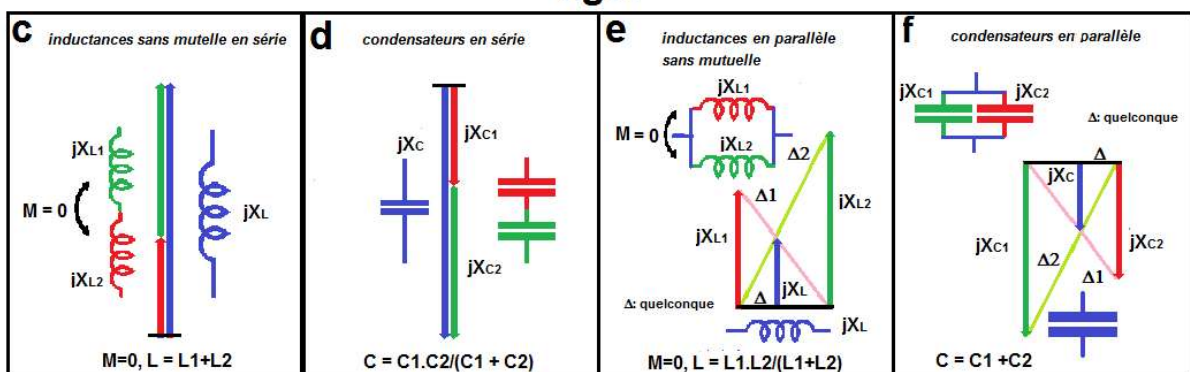 c
inductances sans mutelle en série
jXL1
M = 0
jXL2
jXL
M=0, L = L1+L2
d
condensateurs en série
jXC
jXC1
jXC2
C = C1.C2/(C1 + C2)
e
inductances en parallèle
sans mutuelle
jXL1
M = 0
jXL2
Δ2
Δ1
jXL2
jXL1
Δ: quelconque
Δ
jXL
jXL
M=0, L = L1.L2/(L1+L2)
f
condensateurs en parallèle
jXC1
jXC2
Δ: quelconque
Δ
jXC
jXC1
jXC2
Δ2
Δ1
C = C1 +C2